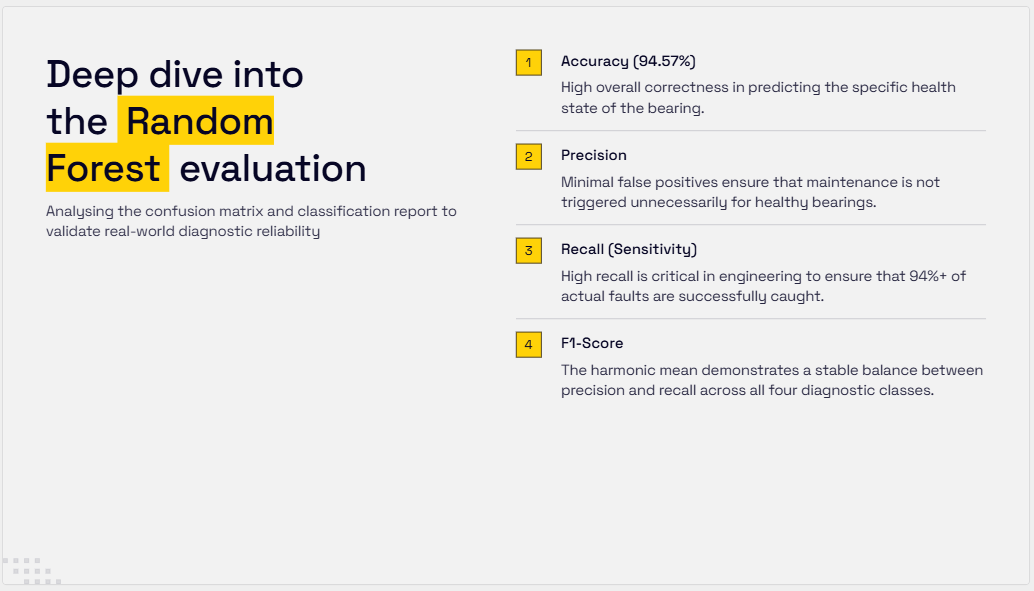 Deep dive into
the Random
Forest evaluation
Analysing the confusion matrix and classification report to
validate real-world diagnostic reliability
1
Accuracy (94.57%)
High overall correctness in predicting the specific health
state of the bearing.
2
Precision
Minimal false positives ensure that maintenance is not
triggered unnecessarily for healthy bearings.
3
Recall (Sensitivity)
High recall is critical in engineering to ensure that 94%+ of
actual faults are successfully caught.
4
F1-Score
The harmonic mean demonstrates a stable balance between
precision and recall across all four diagnostic classes.